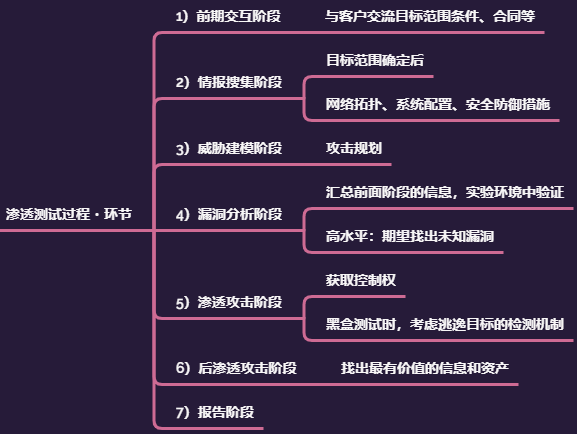 1）前期交互阶段
与客户交流目标范围条件、合同等
2）情报搜集阶段
目标范围确定后
网络拓扑、系统配置、安全防御措施
3）威胁建模阶段
攻击规划
渗透测试过程·环节
4）漏洞分析阶段
汇总前面阶段的信息，实验环境中验证
高水平：期望找出未知漏洞
5）渗透攻击阶段
获取控制权
黑盒测试时，考虑逃逸目标的检测机制
6）后渗透攻击阶段
找出最有价值的信息和资产
7）报告阶段